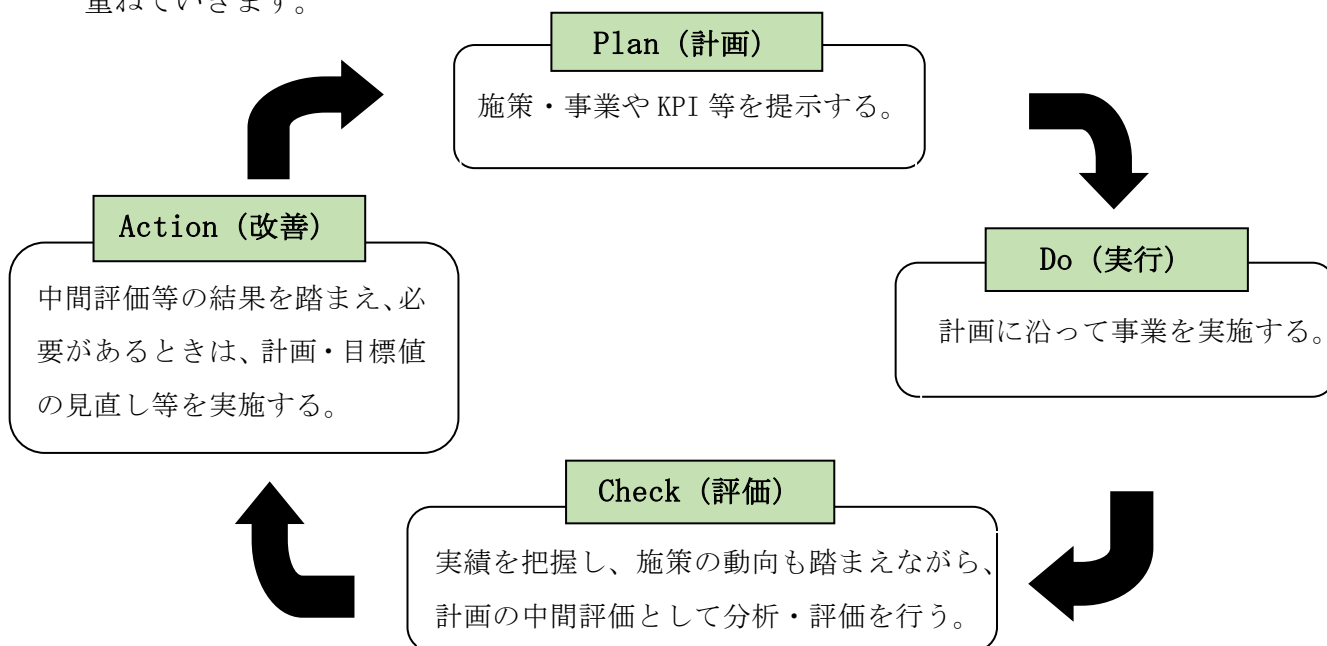 重ねていきます。
Plan（計画）
施策・事業や KPI 等を提示する。
Do（実行）
計画に沿って事業を実施する。
Check（評価）
実績を把握し、施策の動向も踏まえながら、
計画の中間評価として分析・評価を行う。
Action（改善）
中間評価等の結果を踏まえ、必
要があるときは、計画・目標値
の見直し等を実施する。